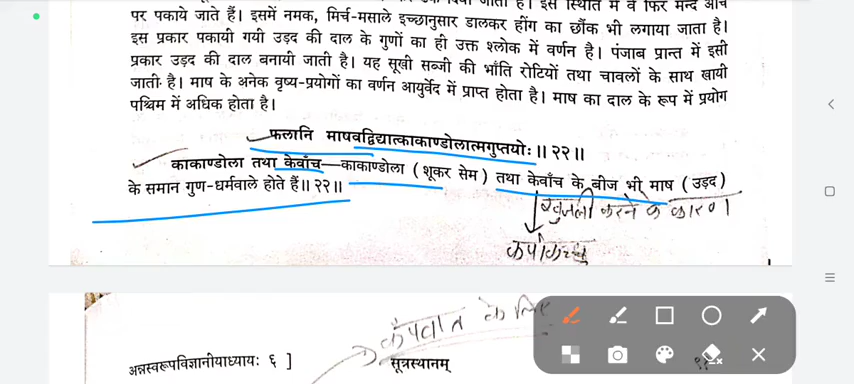 पर पकाये जाते हैं। इसमें नमक, मिर्च-मसाले इच्छानुसार डालकर हींग का छौंक भी लगाया जाता है।
इस प्रकार पकायी गयी उड़द की दाल के गुणों का ही उक्त श्लोक में वर्णन है। पंजाब प्रान्त में इसी
प्रकार उड़द की दाल बनायी जाती है। यह सूखी सब्जी की भाँति रोटियों तथा चावलों के साथ खायी
जाती है। माष के अनेक वृष्य-प्रयोगों का वर्णन आयुर्वेद में प्राप्त होता है। माष का दाल के रूप में प्रयोग
पश्चिम में अधिक होता है।
फलानि माषवद्विद्यात्काकाण्डोलात्मगुप्तयोः॥२२॥
काकाण्डोला तथा केवाँच—काकाण्डोला (शूकर सेम) तथा केवाँच के बीज भी माष (उड़द)
के समान गुण-धर्मवाले होते हैं॥२२॥
खुजली करने के कारण
के लिए
अन्नस्वरूपविज्ञानीयाध्यायः ६ ]
सूत्रस्थानम्